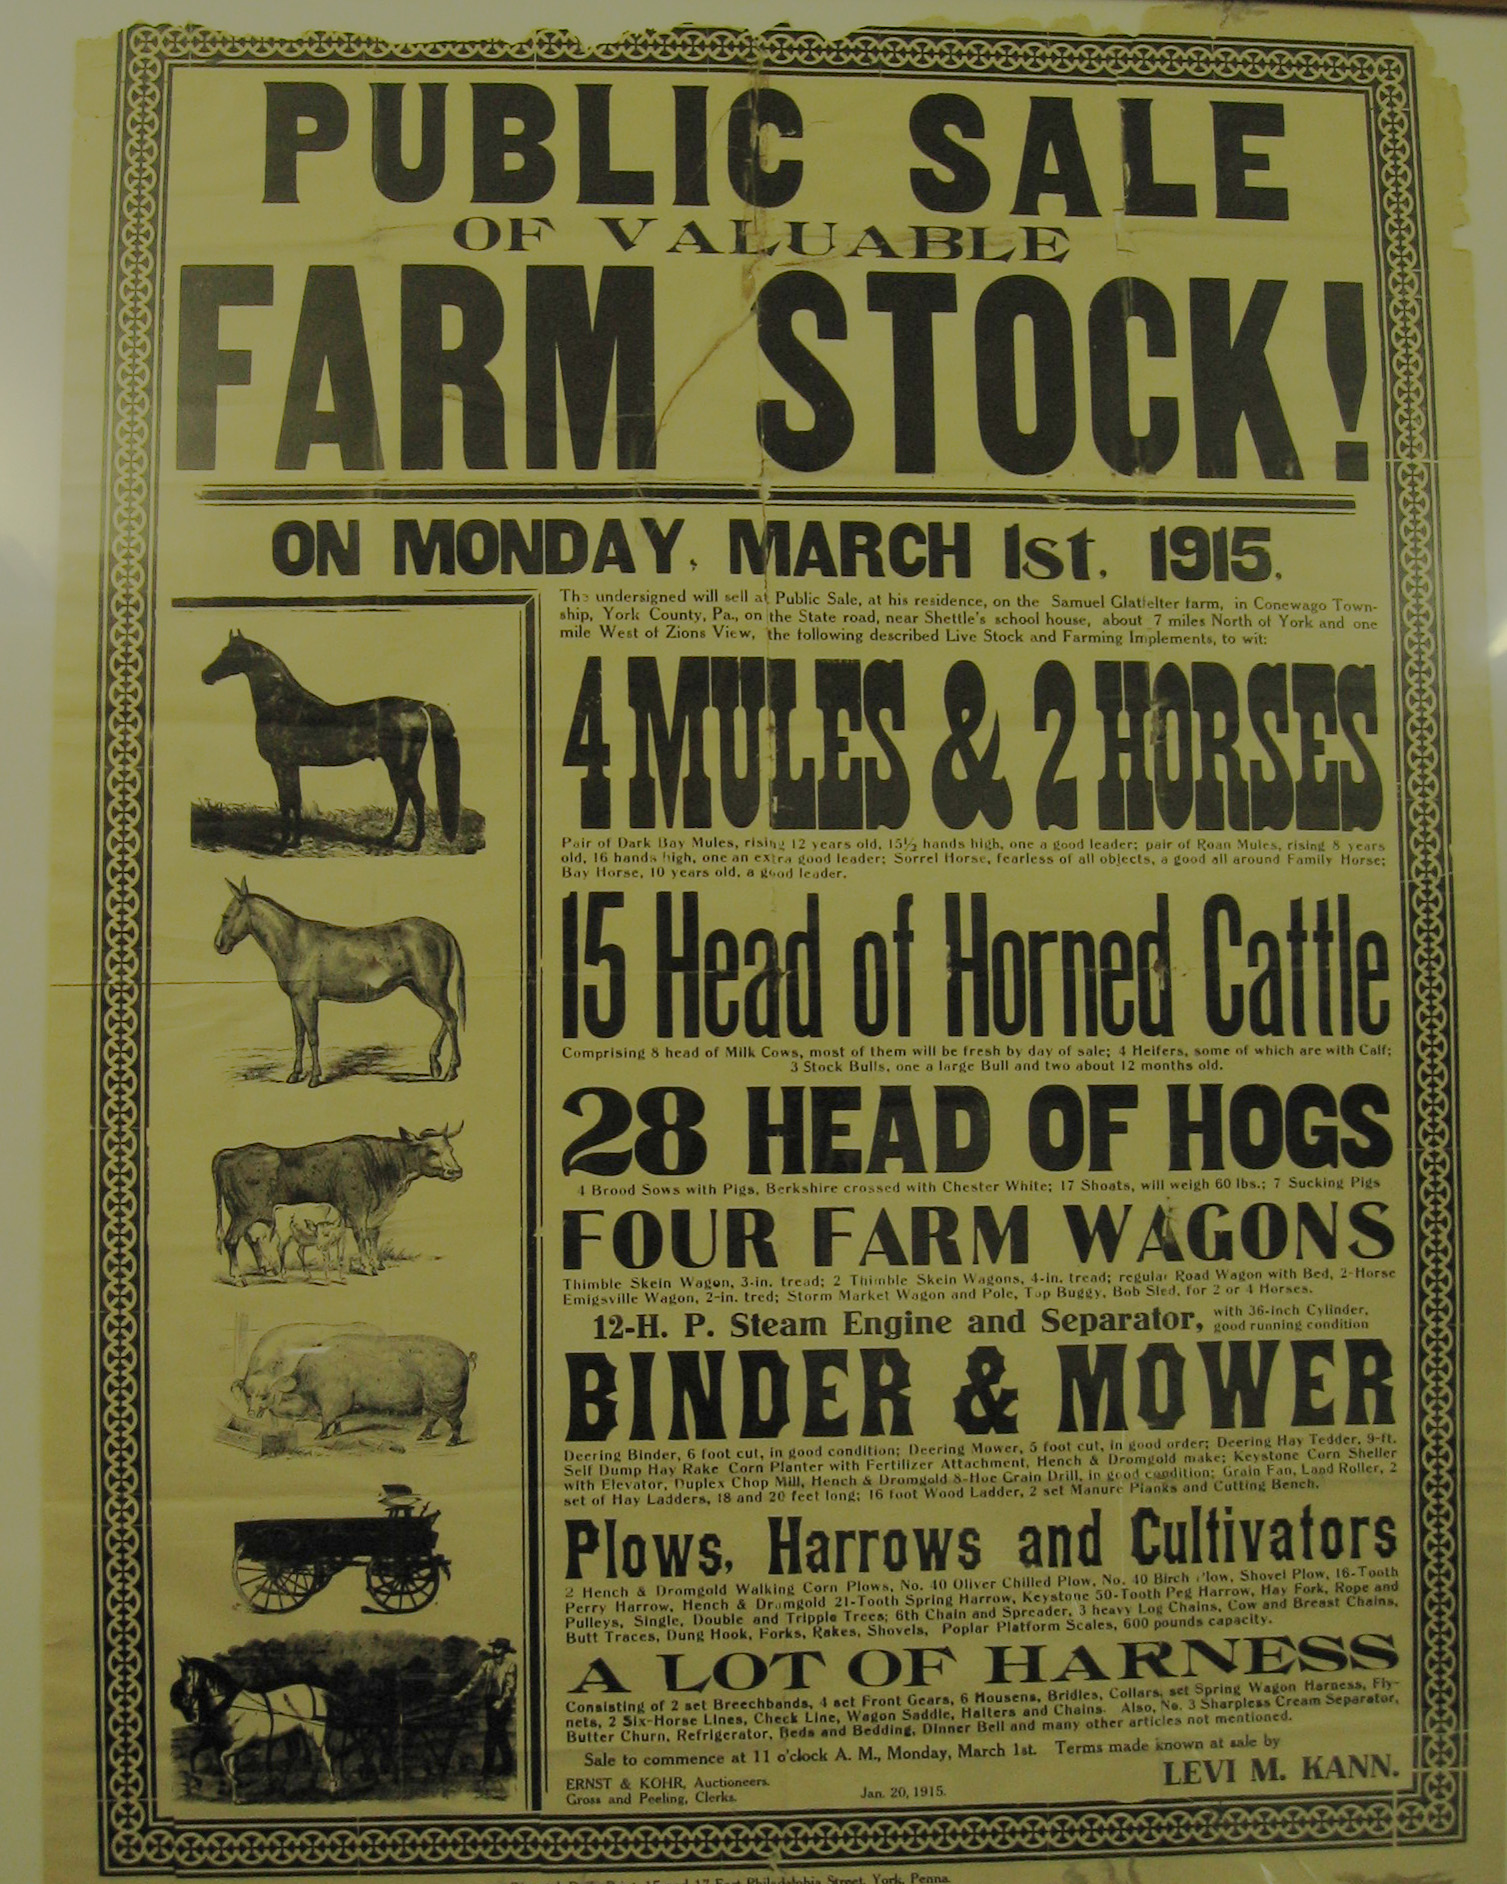 PUBLIC SALE
OF VALUABLE
FARM STOCK!
ON MONDAY, MARCH 1st. 1915.
The undersigned will sell at Public Sale, at his residence, on the Samuel Glatfelter farm, in Conewago Town-
ship, York County, Pa., on the State road, near Shettle's school house, about 7 miles North of York and one
mile West of Zions View, the following described Live Stock and Farming Implements, to wit:
4 MULES & 2 HORSES
Pair of Dark Bay Mules, rising 12 years old, 15½ hands high, one a good leader; pair of Roan Mules, rising 8 years
old, 16 hands high, one an extra good leader; Sorrel Horse, fearless of all objects, a good all around Family Horse;
Bay Horse, 10 years old, a good leader.
15 Head of Horned Cattle
Comprising 8 head of Milk Cows, most of them will be fresh by day of sale; 4 Heifers, some of which are with Calf;
3 Stock Bulls, one a large Bull and two about 12 months old.
28 HEAD OF HOGS
4 Brood Sows with Pigs, Berkshire crossed with Chester White; 17 Shoats, will weigh 60 lbs.; 7 Sucking Pigs
FOUR FARM WAGONS
Thimble Skein Wagon, 3-in. tread; 2 Thimble Skein Wagons, 4-in. tread; regular Road Wagon with Bed, 2-Horse
Emigsville Wagon, 2-in. tred; Storm Market Wagon and Pole, Top Buggy, Bob Sled, for 2 or 4 Horses.
12-H. P. Steam Engine and Separator, with 36-inch Cylinder,
good running condition
BINDER & MOWER
Deering Binder, 6 foot cut, in good condition; Deering Mower, 5 foot cut, in good order; Deering Hay Tedder, 9-ft.
Self Dump Hay Rake Corn Planter with Fertilizer Attachment, Hench & Dromgold make; Keystone Corn Sheller
with Elevator, Duplex Chop Mill, Hench & Dromgold 8-Hoe Grain Drill, in good condition; Grain Fan, Land Roller, 2
set of Hay Ladders, 18 and 20 feet long; 16 foot Wood Ladder, 2 set Manure Planks and Cutting Bench.
Plows, Harrows and Cultivators
2 Hench & Dromgold Walking Corn Plows, No. 40 Oliver Chilled Plow, No. 40 Birch Plow, Shovel Plow, 16-Tooth
Perry Harrow, Hench & Dromgold 21-Tooth Spring Harrow, Keystone 50-Tooth Peg Harrow, Hay Fork, Rope and
Pulleys, Single, Double and Tripple Trees; 6th Chain and Spreader, 3 heavy Log Chains, Cow and Breast Chains,
Butt Traces, Dung Hook, Forks, Rakes, Shovels, Poplar Platform Scales, 600 pounds capacity.
A LOT OF HARNESS
Consisting of 2 set Breechbands, 4 set Front Gears, 6 Housens, Bridles, Collars, set Spring Wagon Harness, Fly-
nets, 2 Six-Horse Lines, Check Line, Wagon Saddle, Halters and Chains. Also, No. 3 Sharpless Cream Separator,
Butter Churn, Refrigerator, Beds and Bedding, Dinner Bell and many other articles not mentioned.
Sale to commence at 11 o'clock A. M., Monday, March 1st. Terms made known at sale by
LEVI M. KANN.
ERNST & KOHR, Auctioneers.
Gross and Peeling, Clerks.
Jan. 20, 1915.
Philadelphia Street, York, Penna.